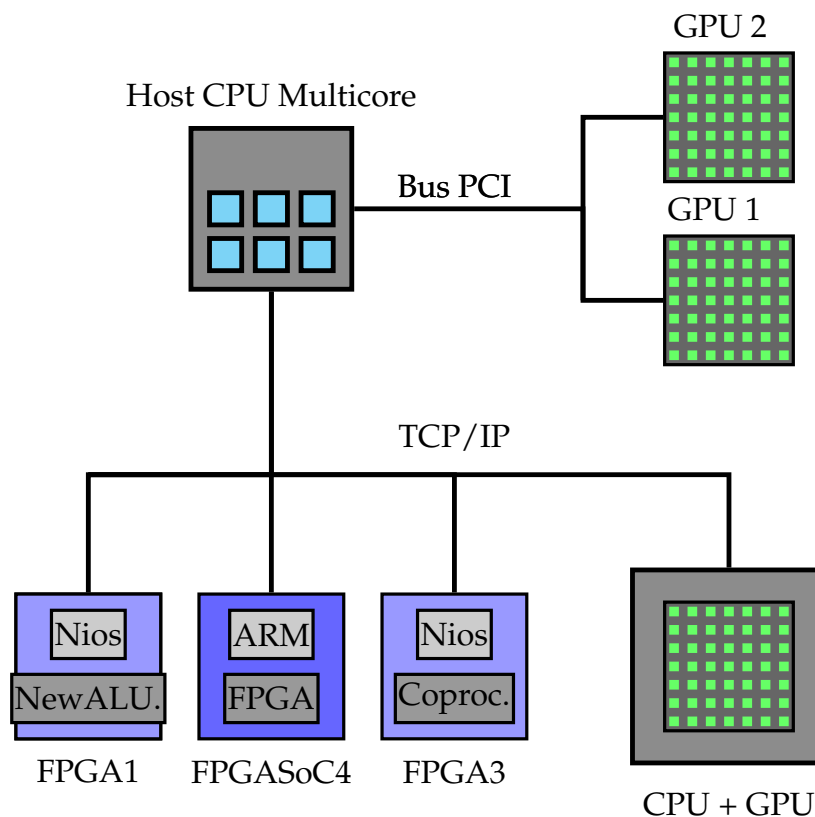 GPU 2
Host CPU Multicore
Bus PCI
GPU 1
TCP/IP
Nios
ARM
Nios
NewALU.
FPGA
Coproc.
FPGA1
FPGASoC4
FPGA3
CPU + GPU